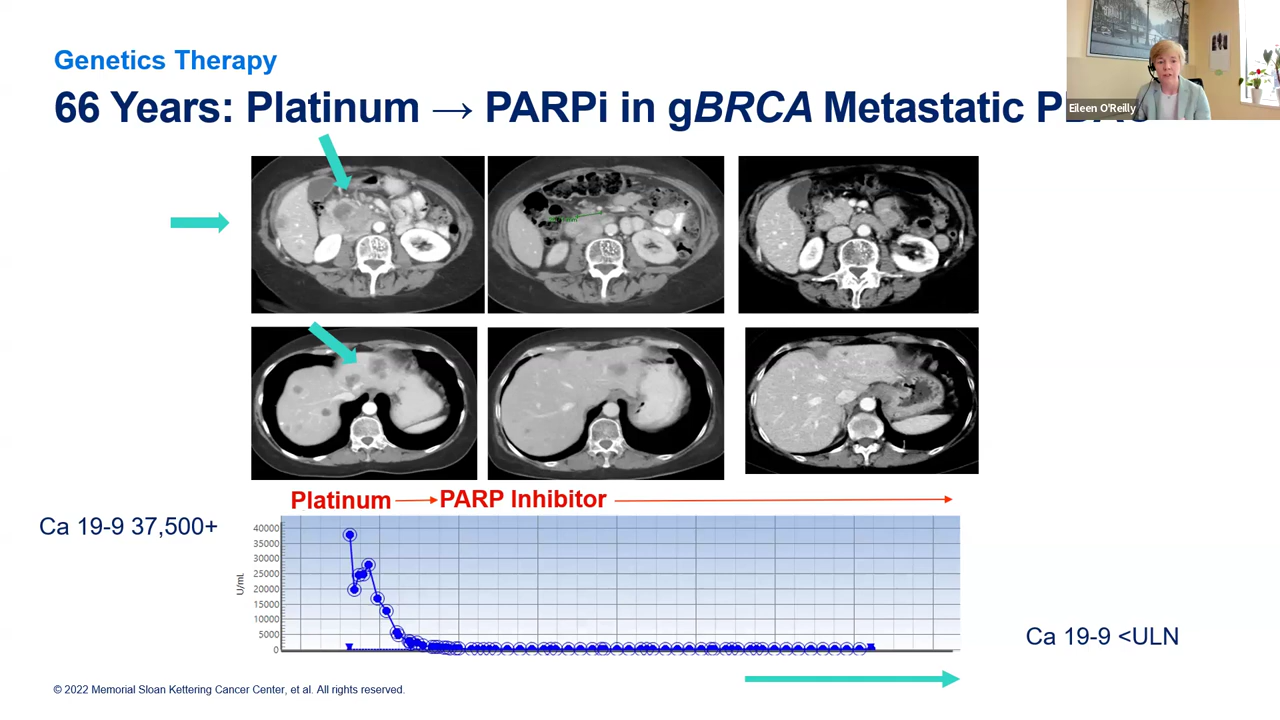 Genetics Therapy
66 Years: Platinum → PARPi in gBRCA Metastatic
Eileen O'Reilly
Platinum → PARP Inhibitor
Ca 19-9 37,500+
40000
35000
30000
25000
20000
15000
10000
5000
0
U/mL
Ca 19-9 <ULN
© 2022 Memorial Sloan Kettering Cancer Center, et al. All rights reserved.